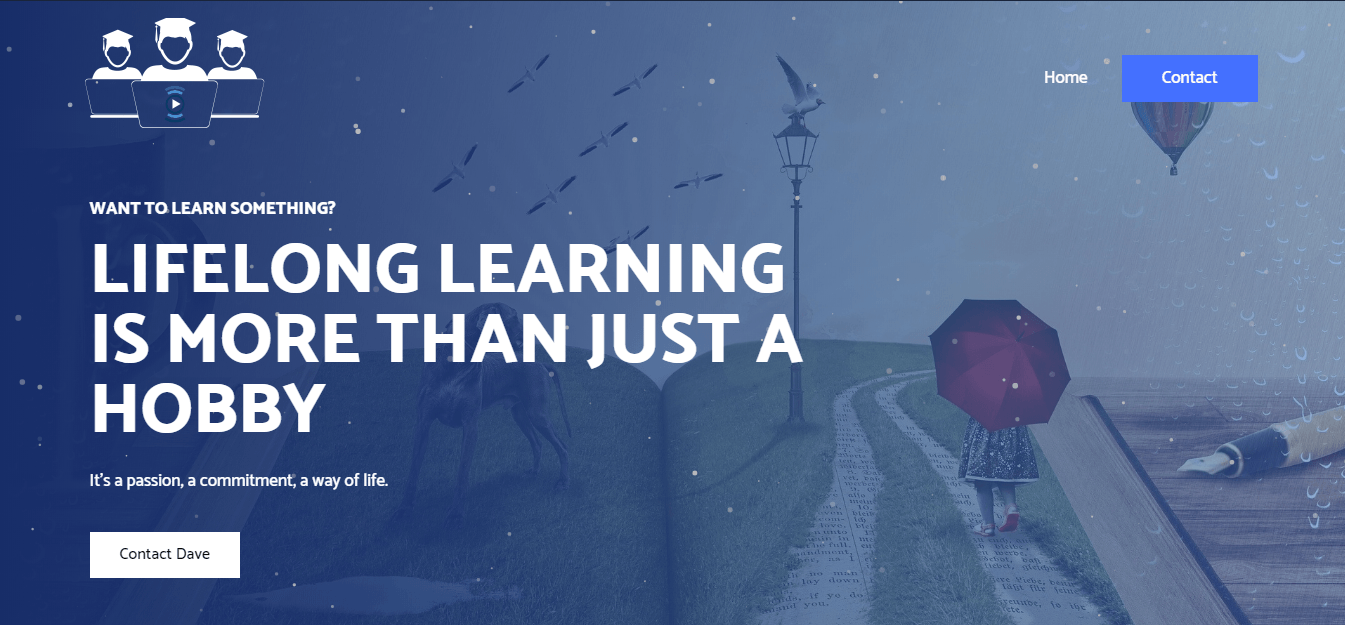 Home
Contact
WANT TO LEARN SOMETHING?
LIFELONG LEARNING
IS MORE THAN JUST A
HOBBY
It's a passion, a commitment, a way of life.
Contact Dave